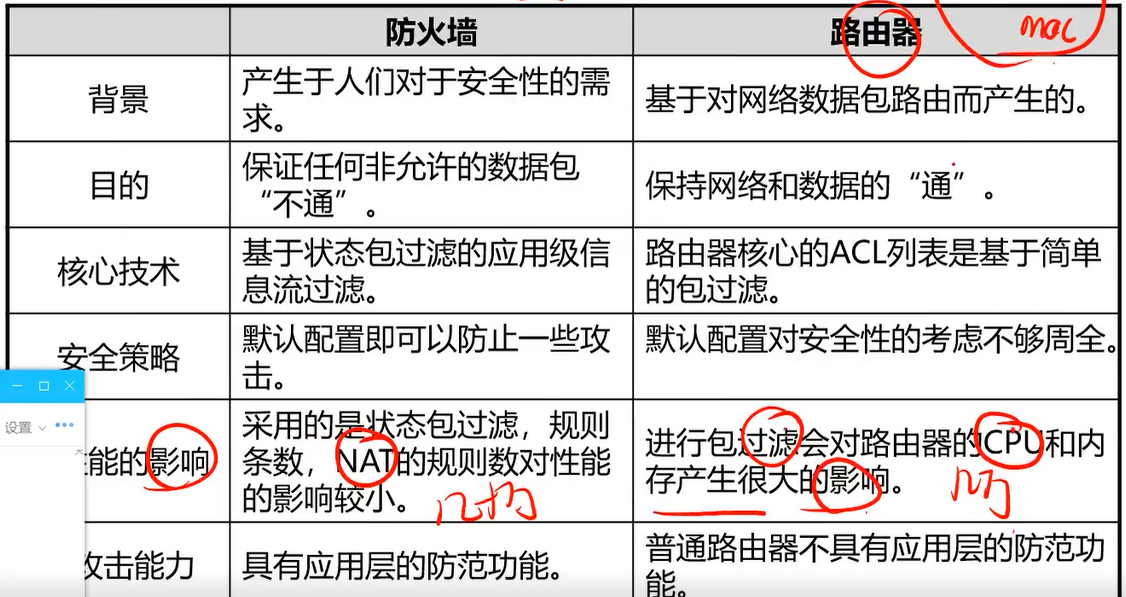 防火墙
路由器
mac
背景
产生于人们对于安全性的需
求。
基于对网络数据包路由而产生的。
目的
保证任何非允许的数据包
“不通”。
保持网络和数据的“通”。
核心技术
基于状态包过滤的应用级信
息流过滤。
路由器核心的ACL列表是基于简单
的包过滤。
安全策略
默认配置即可以防止一些攻
击。
默认配置对安全性的考虑不够周全。
设置
能的影响
采用的是状态包过滤，规则
条数，NAT的规则数对性能
的影响较小。
进行包过滤会对路由器的CPU和内
存产生很大的影响。
几万
攻击能力
具有应用层的防范功能。
普通路由器不具有应用层的防范功
能。